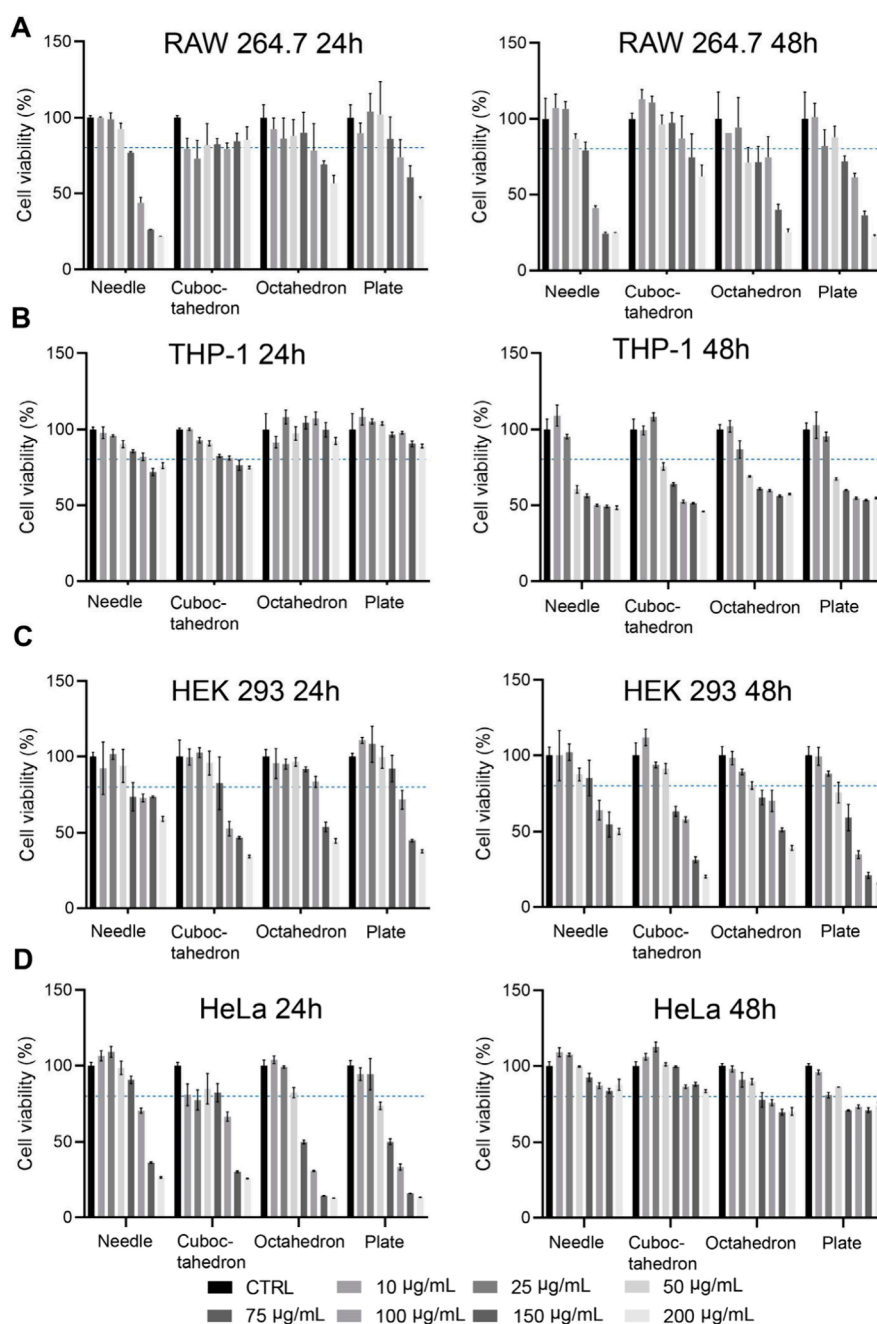 A
RAW 264.7 24h
RAW 264.7 48h
Cell viability (%)
150
100
50
0
Needle
Cuboc-
tahedron
Octahedron
Plate
Cell viability (%)
150
100
50
0
Needle
Cuboc-
tahedron
Octahedron
Plate
B
THP-1 24h
THP-1 48h
Cell viability (%)
150
100
50
0
Needle
Cuboc-
tahedron
Octahedron
Plate
Cell viability (%)
150
100
50
0
Needle
Cuboc-
tahedron
Octahedron
Plate
C
HEK 293 24h
HEK 293 48h
Cell viability (%)
150
100
50
0
Needle
Cuboc-
tahedron
Octahedron
Plate
Cell viability (%)
150
100
50
0
Needle
Cuboc-
tahedron
Octahedron
Plate
D
HeLa 24h
HeLa 48h
Cell viability (%)
150
100
50
0
Needle
Cuboc-
tahedron
Octahedron
Plate
Cell viability (%)
150
100
50
0
Needle
Cuboc-
tahedron
Octahedron
Plate
CTRL 10 μg/mL 25 μg/mL 50 μg/mL
75 μg/mL 100 μg/mL 150 μg/mL 200 μg/mL